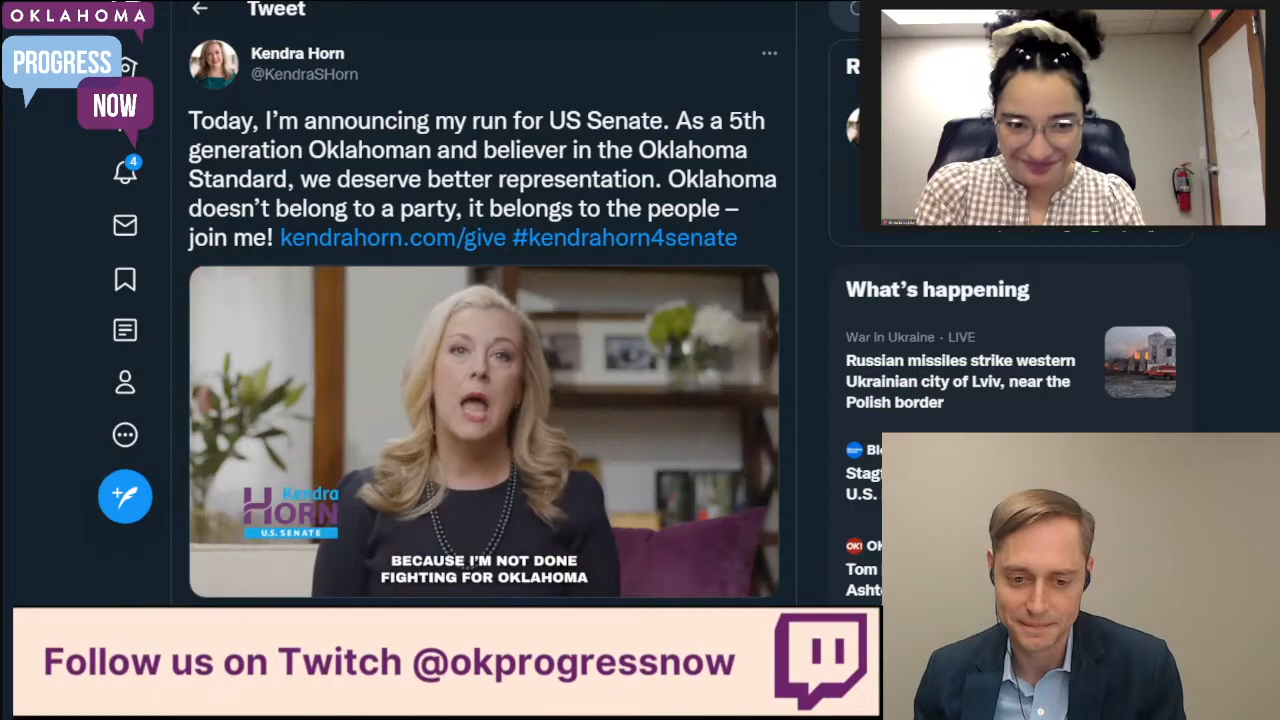 OKLAHOMA
PROGRESS
NOW
4
Tweet
Kendra Horn
@KendraSHorn
Today, I'm announcing my run for US Senate. As a 5th
generation Oklahoman and believer in the Oklahoma
Standard, we deserve better representation. Oklahoma
doesn't belong to a party, it belongs to the people –
join me! kendrahorn.com/give #kendrahorn4senate
Kendra
HORN
U.S. SENATE
BECAUSE I'M NOT DONE
FIGHTING FOR OKLAHOMA
R
What's happening
War in Ukraine · LIVE
Russian missiles strike western
Ukrainian city of Lviv, near the
Polish border
U.S.
OK!
Tom
Follow us on Twitch @okprogressnow